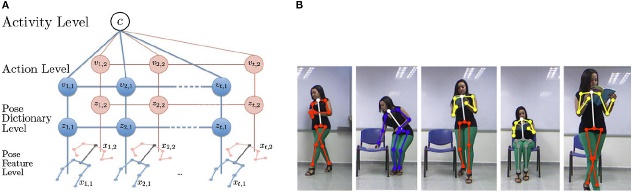 A
B
Activity Level
c
Action Level
v1,2
v2,2
vt,2
v1,1
v2,1
vt,1
Pose
Dictionary
Level
z1,2
z2,2
zt,2
z1,1
z2,1
zt,1
Pose
Feature
Level
x1,2
x2,2
xt,2
x1,1
x2,1
...
xt,1